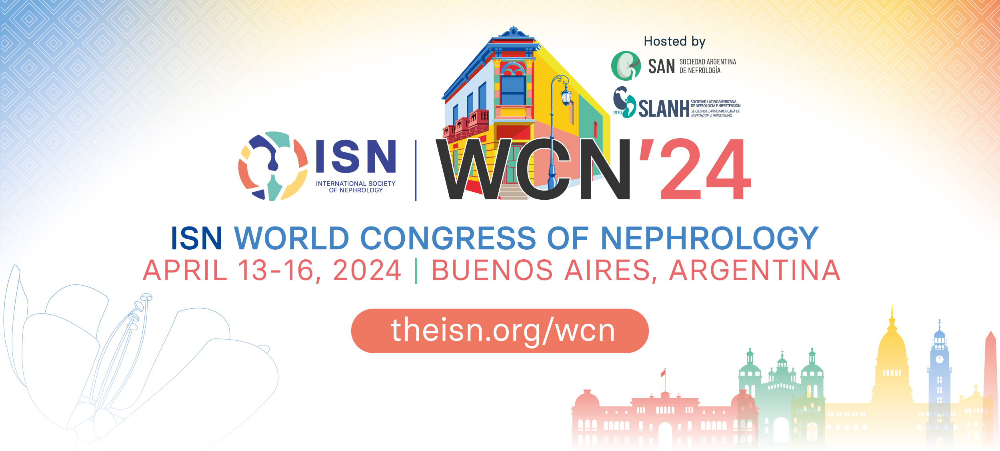 Hosted by
SAN SOCIEDAD ARGENTINA
DE NEFROLOGÍA
1970 SLANH SOCIEDAD LATINOAMERICANA
DE NEFROLOGÍA E HIPERTENSIÓN
SOCIEDADE LATINOAMERICANA DE
NEFROLOGIA E HIPERTENSÃO
ISN
INTERNATIONAL SOCIETY
OF NEPHROLOGY
WCN'24
ISN WORLD CONGRESS OF NEPHROLOGY
APRIL 13-16, 2024 | BUENOS AIRES, ARGENTINA
theisn.org/wcn